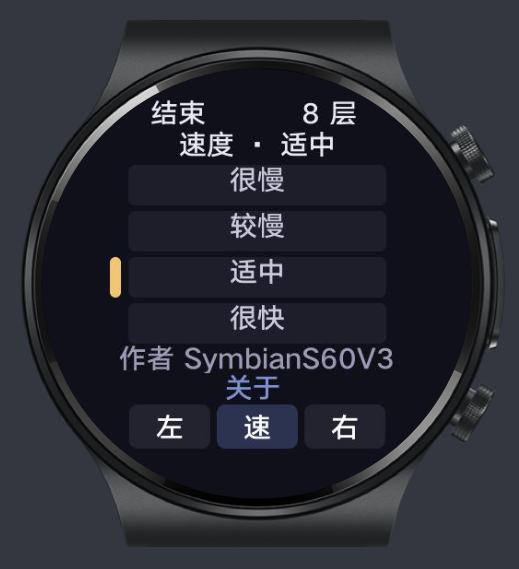 结束 8 层
速度 · 适中
很慢
较慢
适中
很快
作者 SymbianS60V3
关于
左 速 右